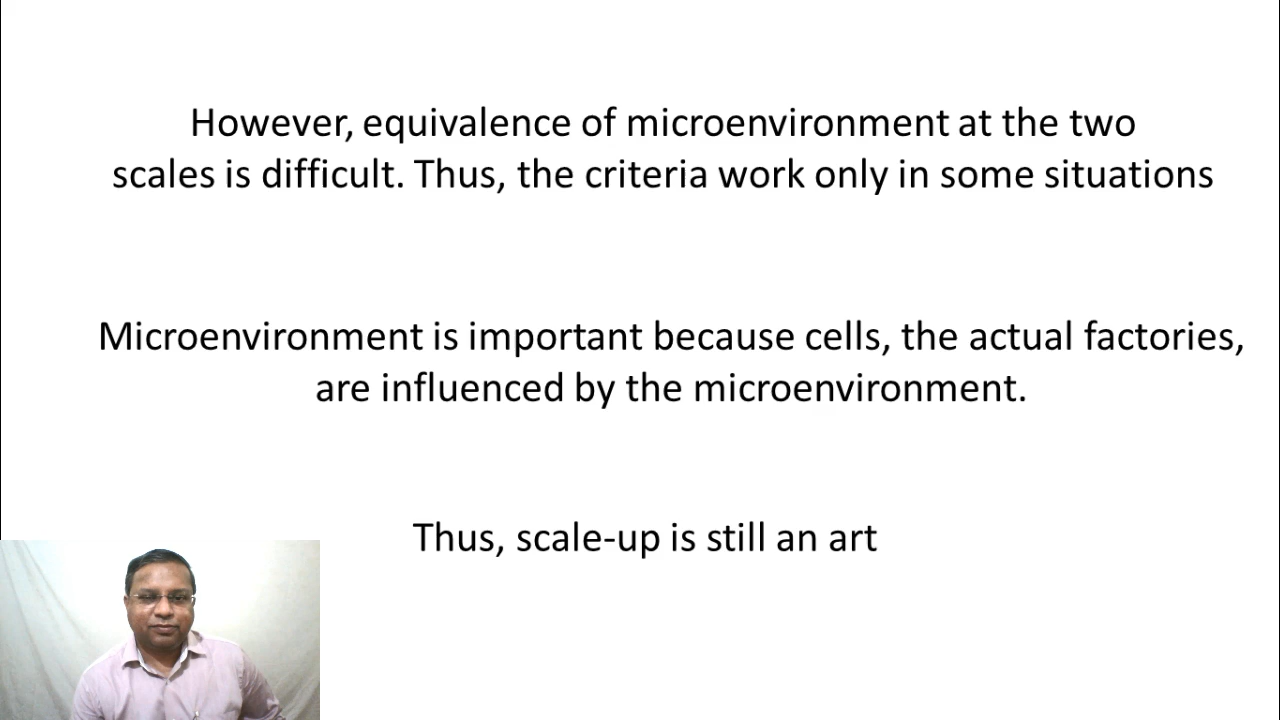 However, equivalence of microenvironment at the two
scales is difficult. Thus, the criteria work only in some situations
Microenvironment is important because cells, the actual factories,
are influenced by the microenvironment.
Thus, scale-up is still an art